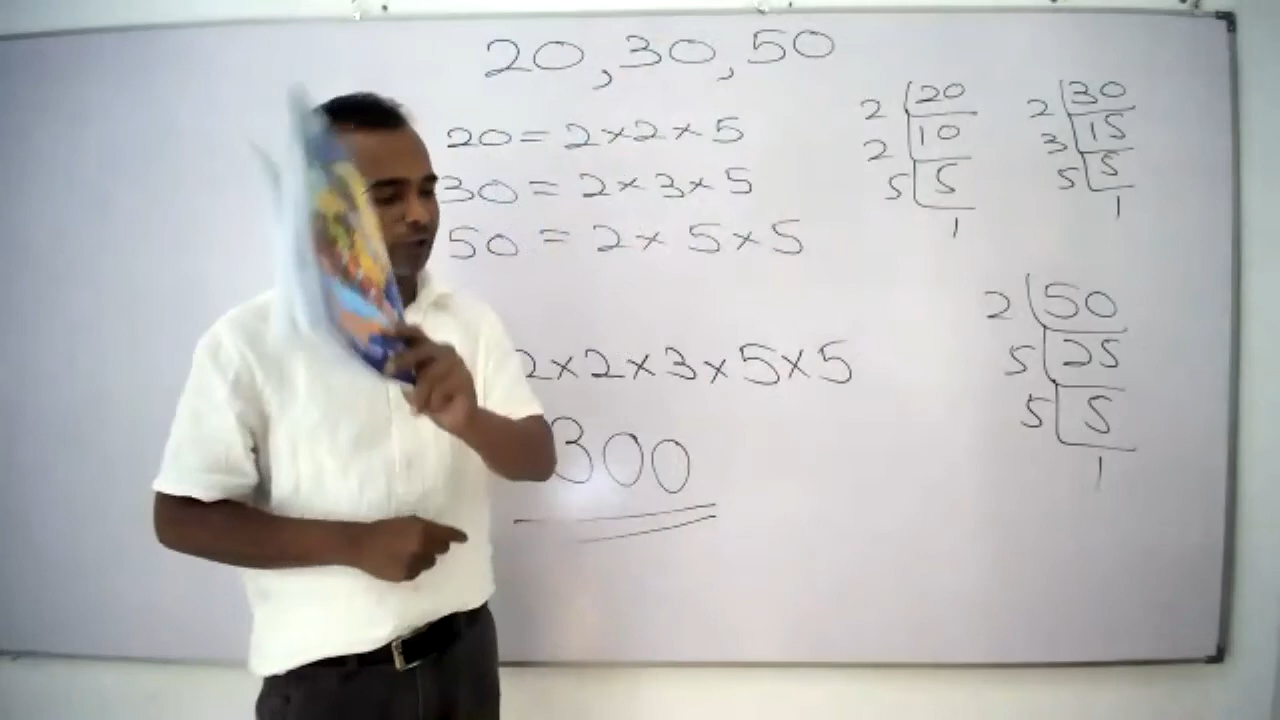 20, 30, 50
20 = 2 × 2 × 5
30 = 2 × 3 × 5
50 = 2 × 5 × 5
2 × 2 × 3 × 5 × 5
300
2 20
2 10
5 5
1
2 30
3 15
5 5
1
2 50
5 25
5 5
1